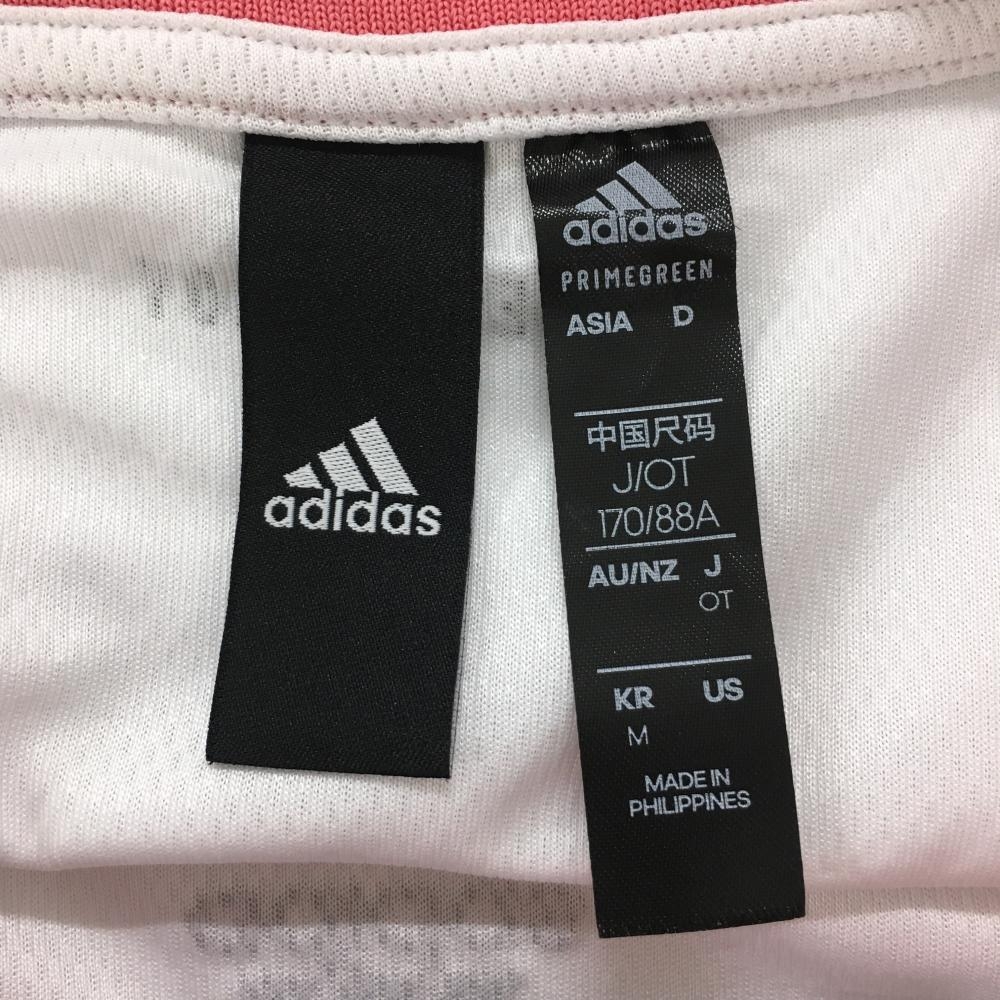 adidas
adidas
PRIMEGREEN
ASIA D
中国尺码
J/OT
170/88A
AU/NZ J
OT
KR US
M
MADE IN
PHILIPPINES